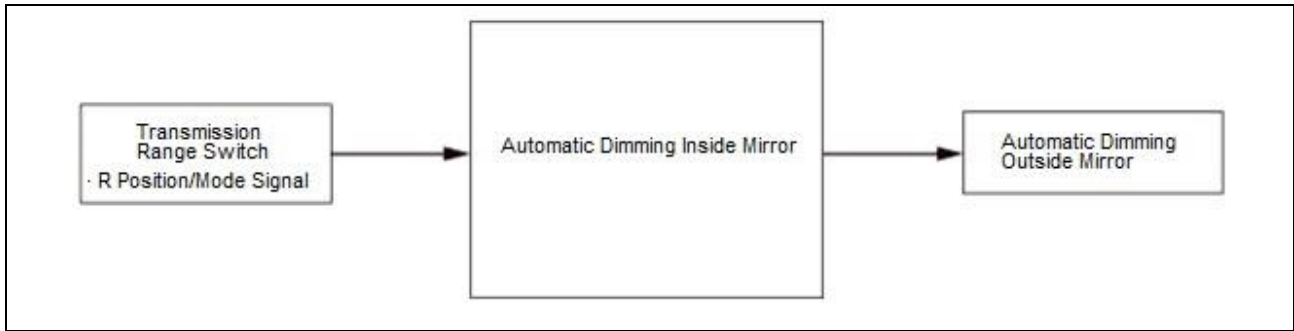 Transmission
Range Switch
· R Position/Mode Signal
Automatic Dimming Inside Mirror
Automatic Dimming
Outside Mirror